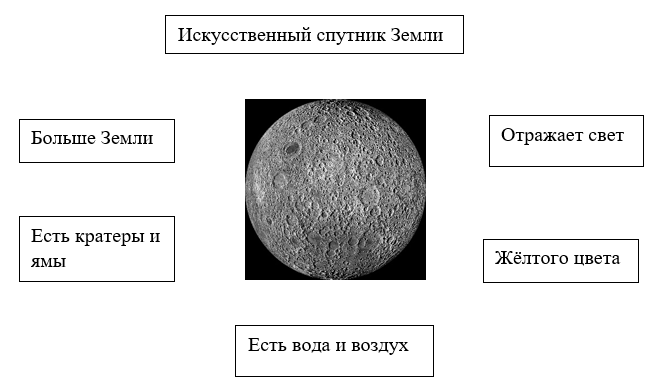 Искусственный спутник Земли
Больше Земли
Отражает свет
Есть кратеры и
ямы
Жёлтого цвета
Есть вода и воздух